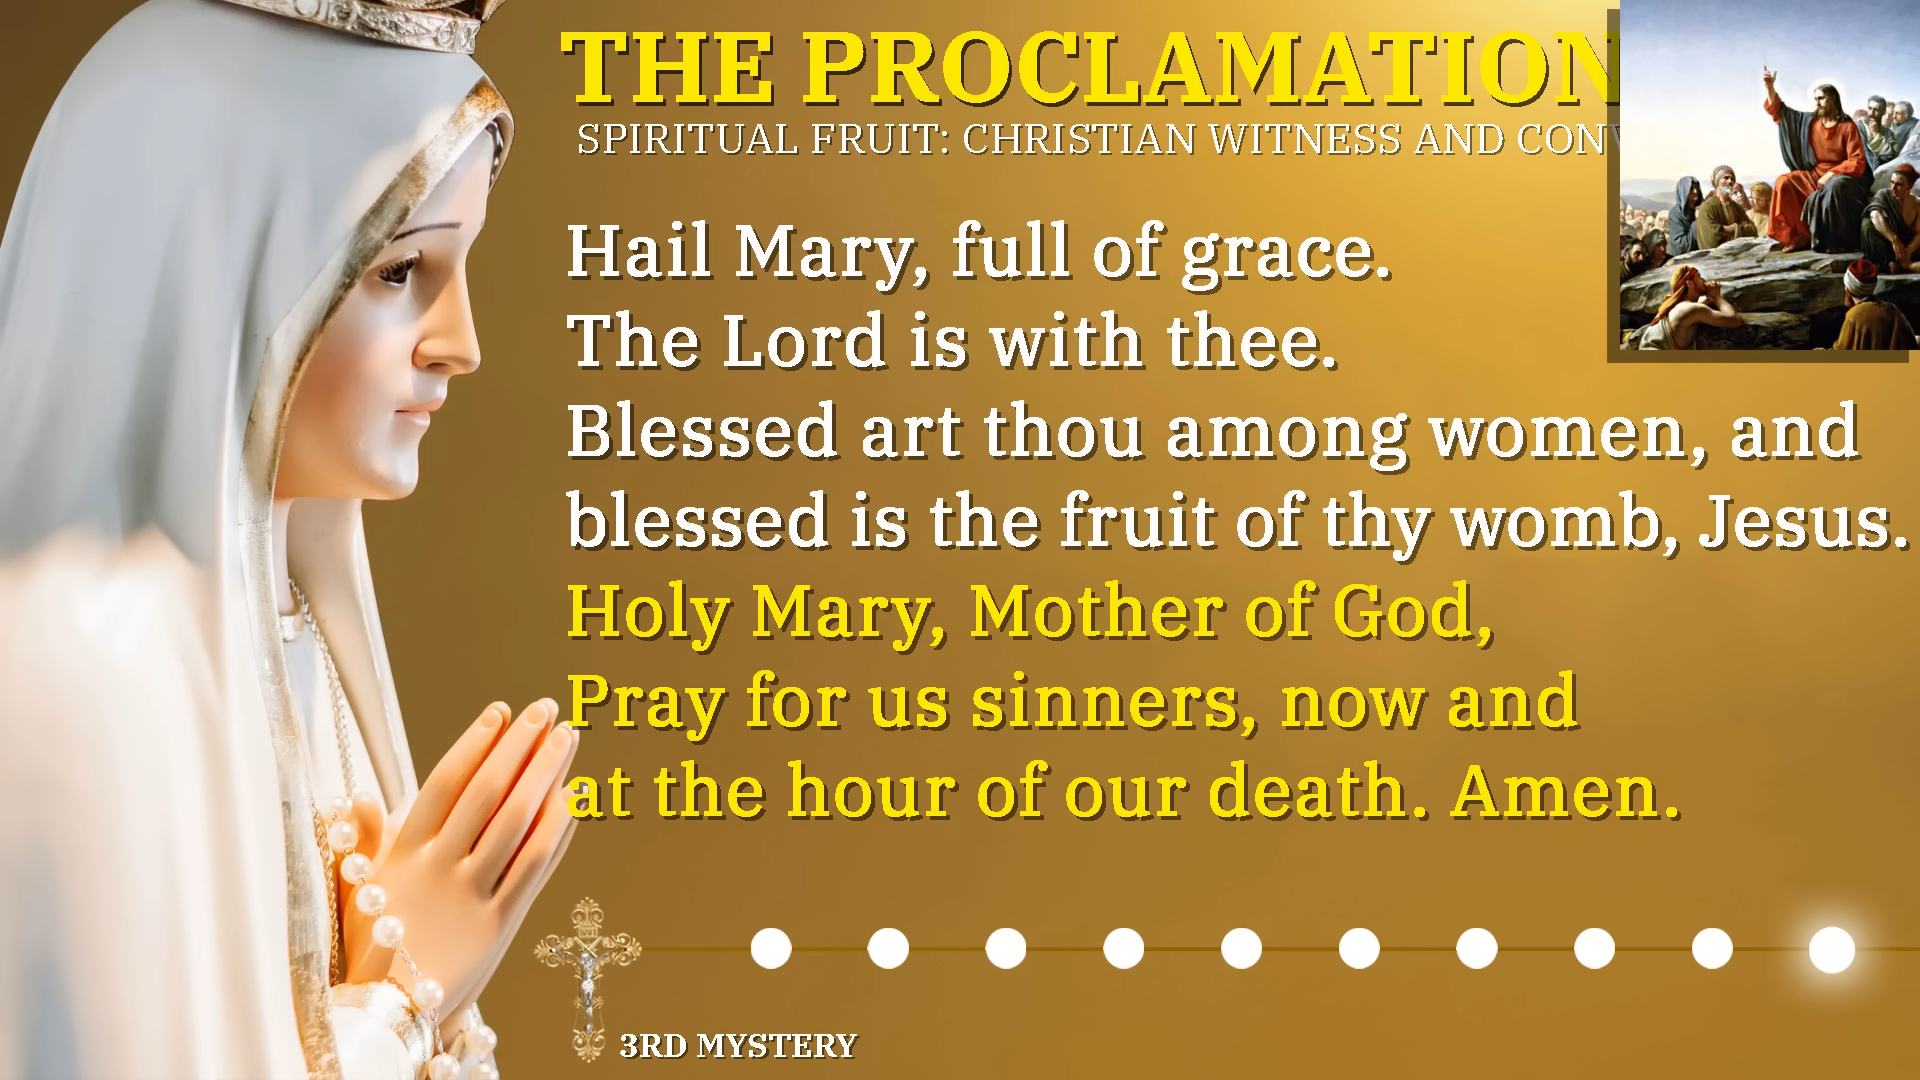 THE PROCLAMATION
SPIRITUAL FRUIT: CHRISTIAN WITNESS AND
Hail Mary, full of grace.
The Lord is with thee.
Blessed art thou among women, and
blessed is the fruit of thy womb, Jesus.
Holy Mary, Mother of God,
Pray for us sinners, now and
at the hour of our death. Amen.
3RD MYSTERY